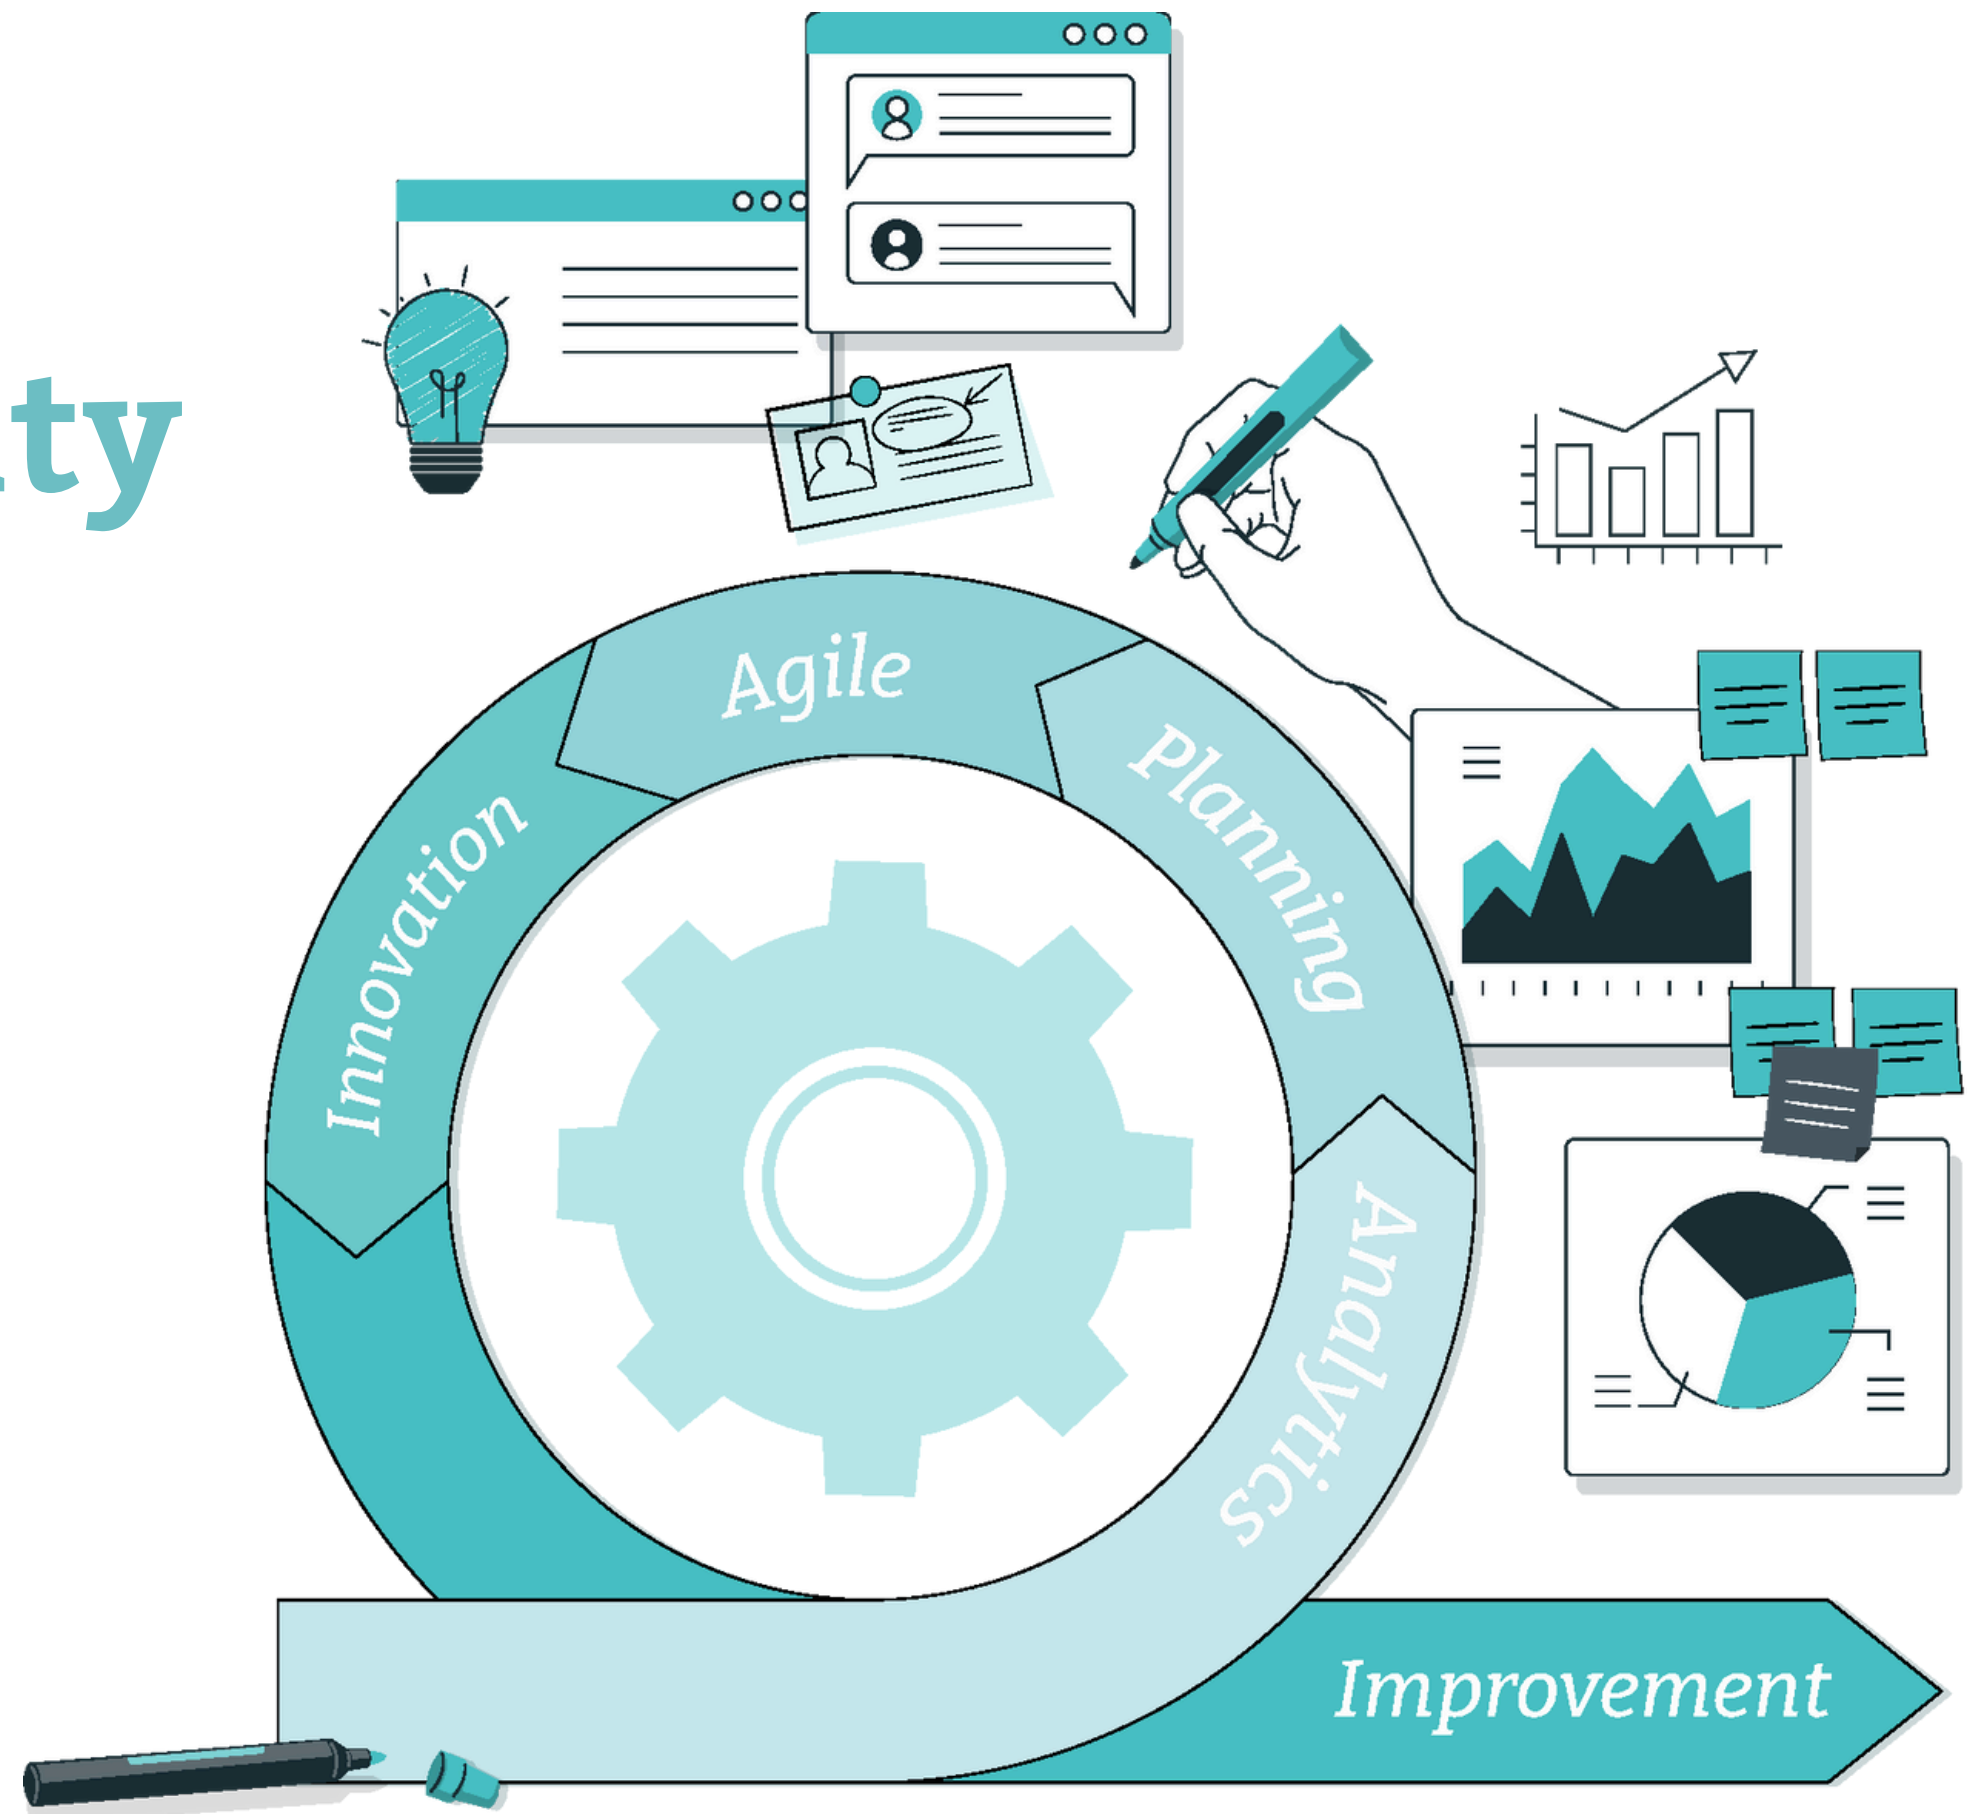 ty
Agile
Planning
Innovation
Analytics
Improvement